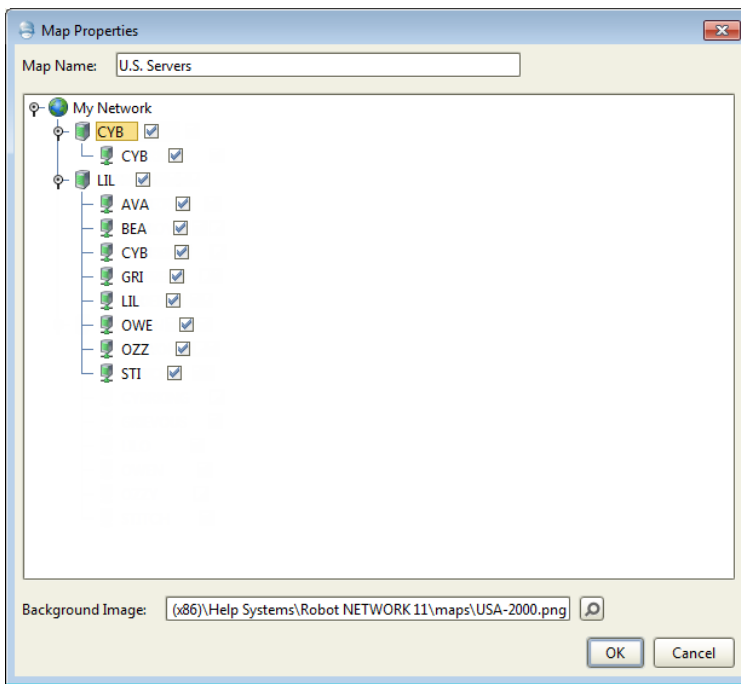 Map Properties
Map Name: U.S. Servers
My Network
CYB
CYB
LIL
AVA
BEA
CYB
GRI
LIL
OWE
OZZ
STI
Background Image: (x86)\Help Systems\Robot NETWORK 11\maps\USA-2000.png
OK Cancel